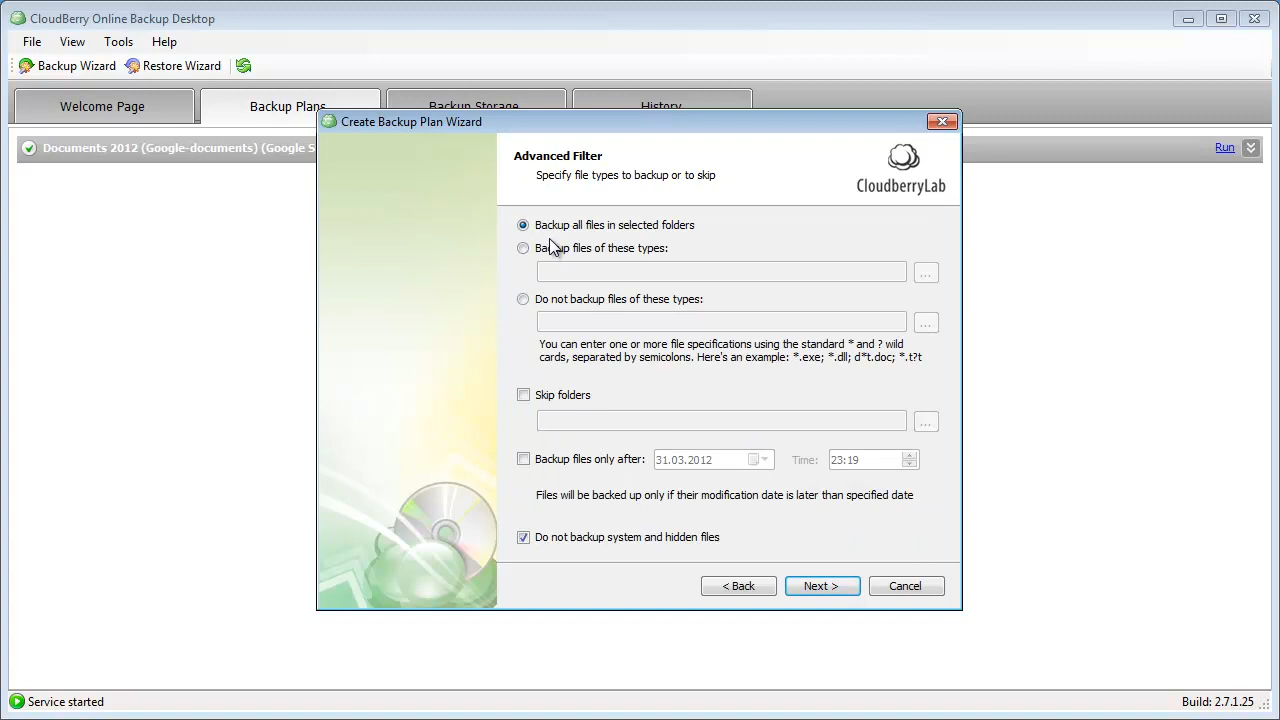 CloudBerry Online Backup Desktop
File View Tools Help
Backup Wizard Restore Wizard
Welcome Page Backup Plans Backup Storage History
Create Backup Plan Wizard
Documents 2012 (Google-documents) (Google S Run
Advanced Filter
Specify file types to backup or to skip
CloudberryLab
Backup all files in selected folders
Backup files of these types:
...
Do not backup files of these types:
...
You can enter one or more file specifications using the standard * and ? wild
cards, separated by semicolons. Here's an example: *.exe; *.dll; d*t.doc; *.t?t
Skip folders
...
Backup files only after: 31.03.2012 Time: 23:19
Files will be backed up only if their modification date is later than specified date
Do not backup system and hidden files
< Back Next > Cancel
Service started Build: 2.7.1.25